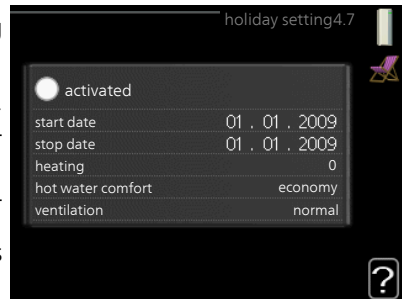 holiday setting4.7
activated
start date 01 . 01 . 2009
stop date 01 . 01 . 2009
heating 0
hot water comfort economy
ventilation normal
?